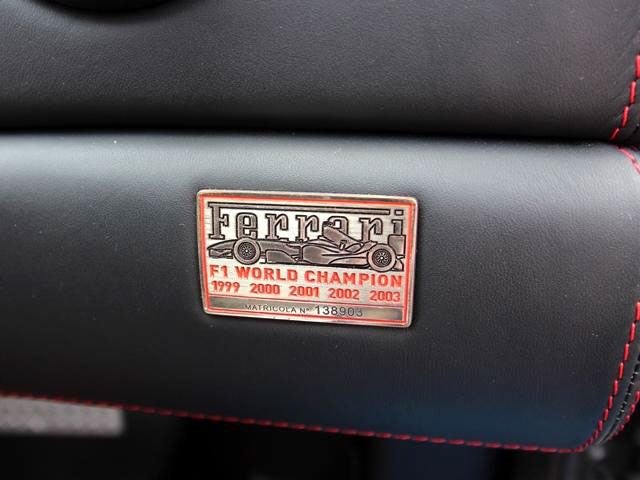 Ferrari
F1 WORLD CHAMPION
1999 2000 2001 2002 2003
MATRICOLA N° 138903